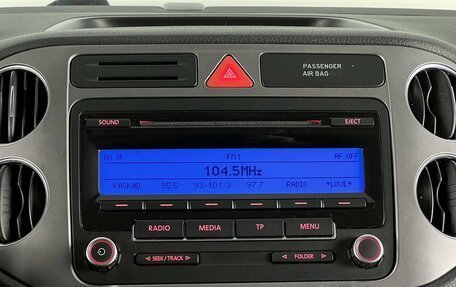 PASSENGER
AIR BAG
SOUND
EJECT
NO TP FM1 AF OFF
104.5MHz
KASKAD 95.5 93-101-3 97.7 RADIO *LOVE*
RADIO MEDIA TP MENU
SEEK/TRACK FOLDER